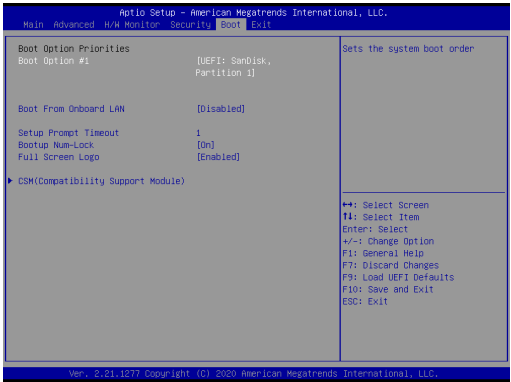 Aptio Setup – American Megatrends International, LLC.
Main Advanced H/W Monitor Security Boot Exit
Boot Option Priorities
Boot Option #1 [UEFI: SanDisk,
Partition 1]
Boot From Onboard LAN [Disabled]
Setup Prompt Timeout 1
Bootup Num-Lock [On]
Full Screen Logo [Enabled]
CSM(Compatibility Support Module)
Sets the system boot order
↔: Select Screen
↑↓: Select Item
Enter: Select
+/-: Change Option
F1: General Help
F7: Discard Changes
F9: Load UEFI Defaults
F10: Save and Exit
ESC: Exit
Ver. 2.21.1277 Copyright (C) 2020 American Megatrends International, LLC.